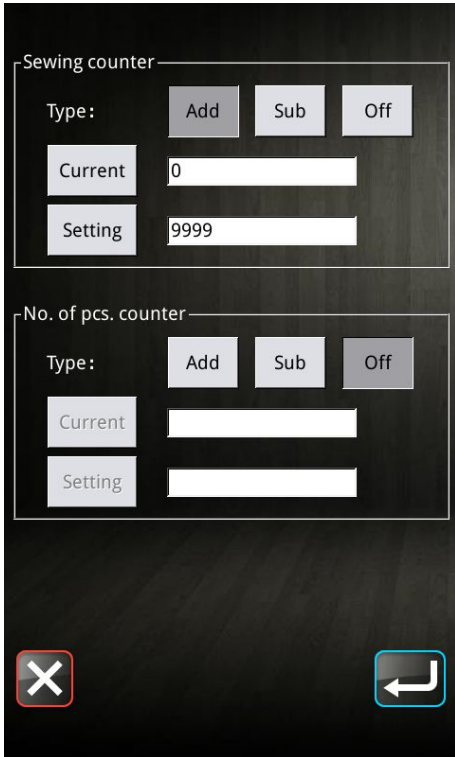 Sewing counter
Type: Add Sub Off
Current 0
Setting 9999
No. of pcs. counter
Type: Add Sub Off
Current
Setting